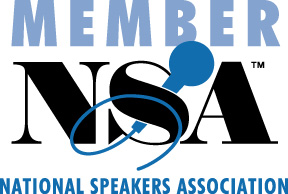 MEMBER
NSA™
NATIONAL SPEAKERS ASSOCIATION